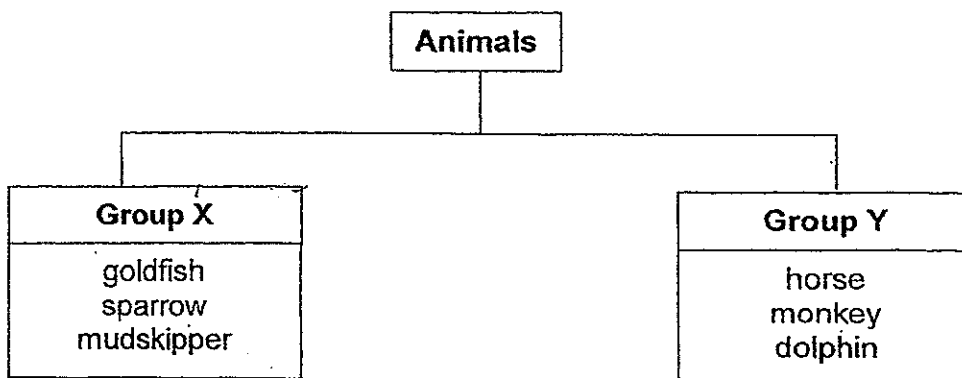 Animals
Group X
goldfish
sparrow
mudskipper
Group Y
horse
monkey
dolphin